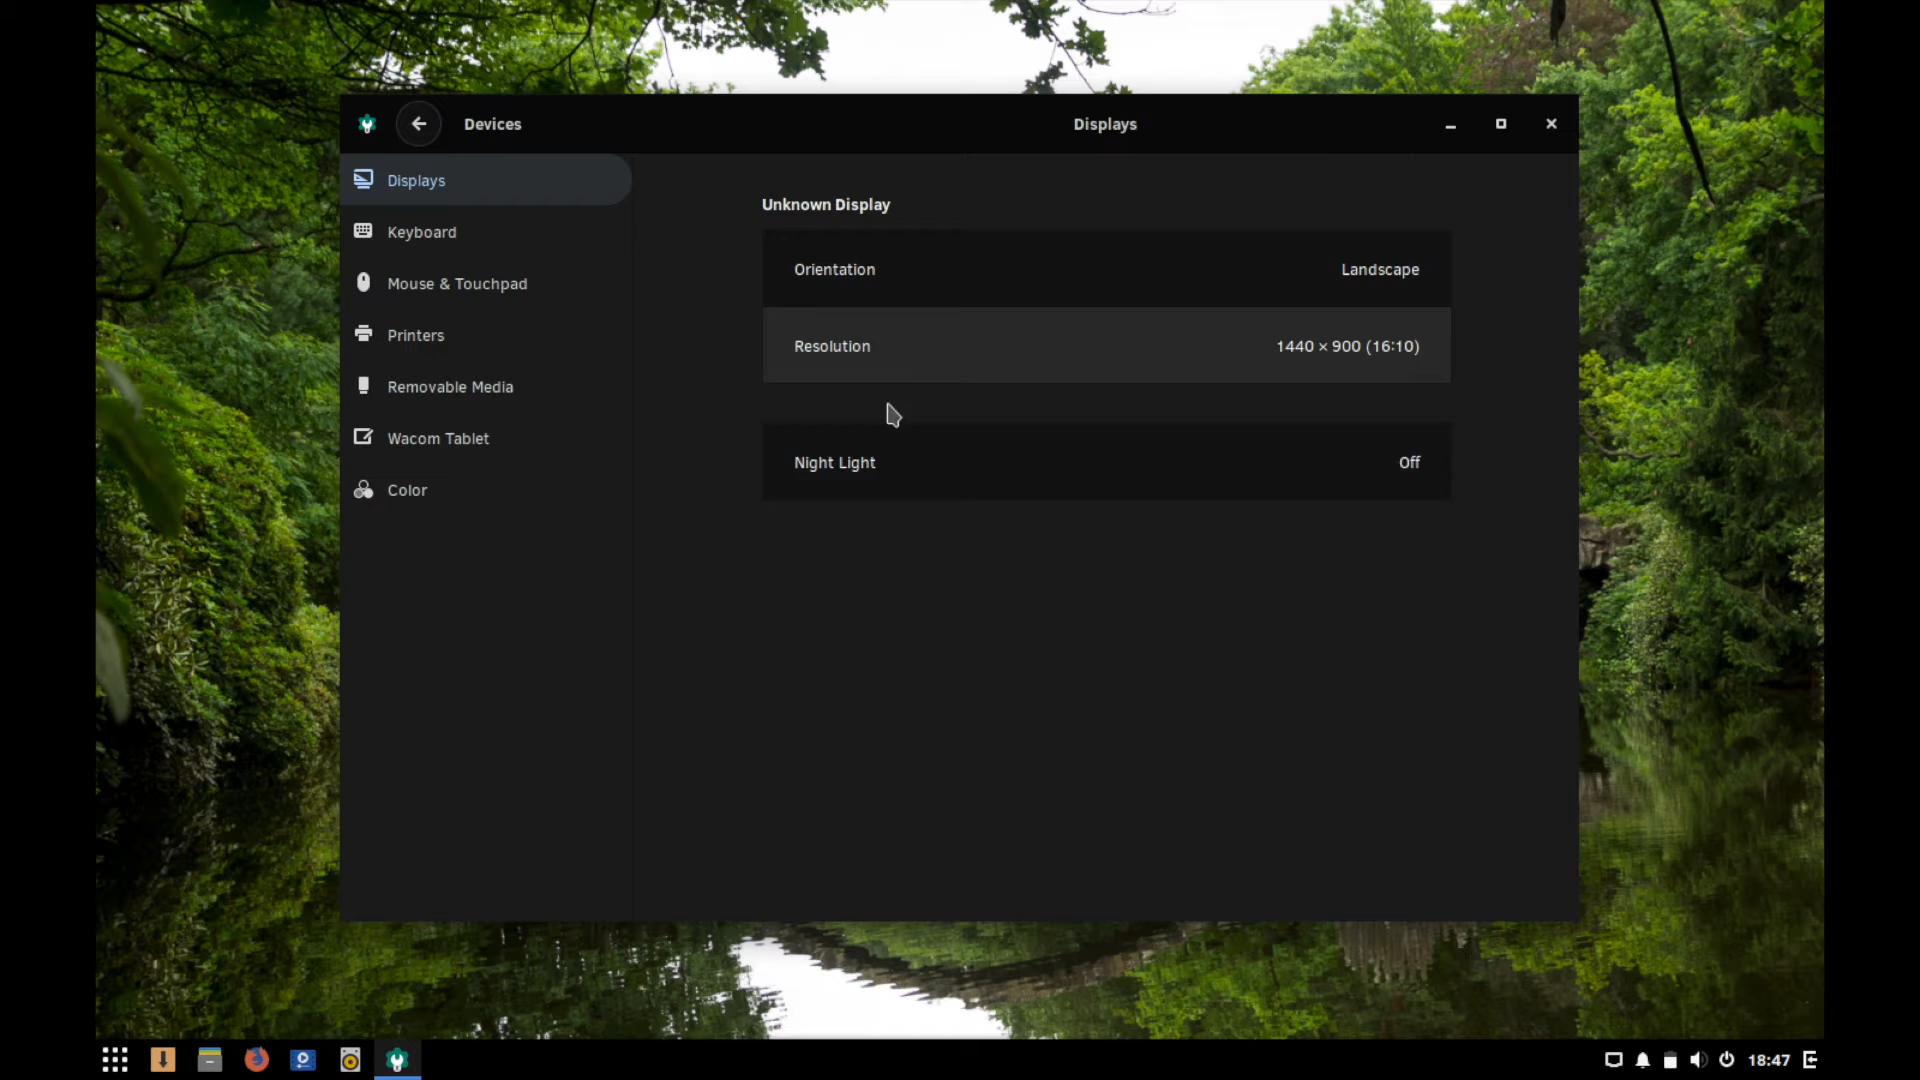 Devices
Displays
Displays
Keyboard
Mouse & Touchpad
Printers
Removable Media
Wacom Tablet
Color
Unknown Display
Orientation Landscape
Resolution 1440 × 900 (16∶10)
Night Light Off
18:47